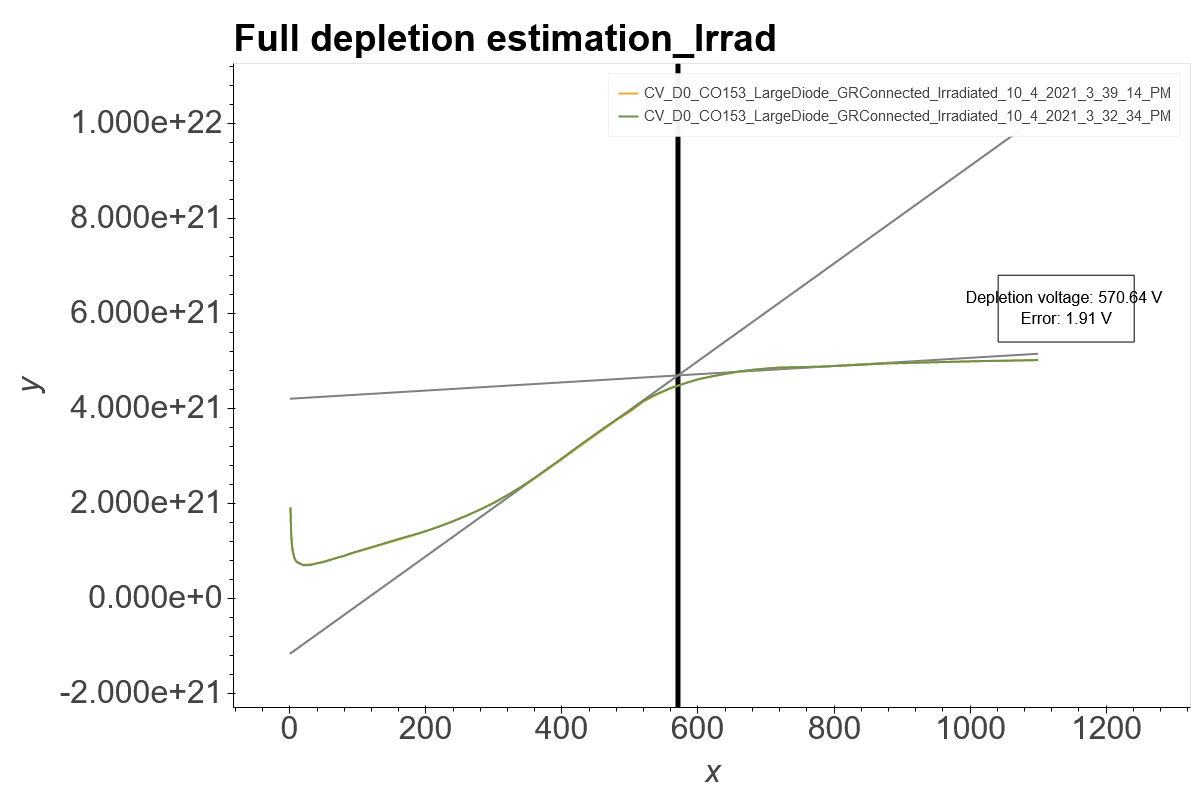 Full depletion estimation_Irrad
CV_D0_CO153_LargeDiode_GRConnected_Irradiated_10_4_2021_3_39_14_PM
CV_D0_CO153_LargeDiode_GRConnected_Irradiated_10_4_2021_3_32_34_PM
1.000e+22
8.000e+21
6.000e+21
4.000e+21
2.000e+21
0.000e+0
-2.000e+21
y
Depletion voltage: 570.64 V
Error: 1.91 V
0 200 400 600 800 1000 1200
x